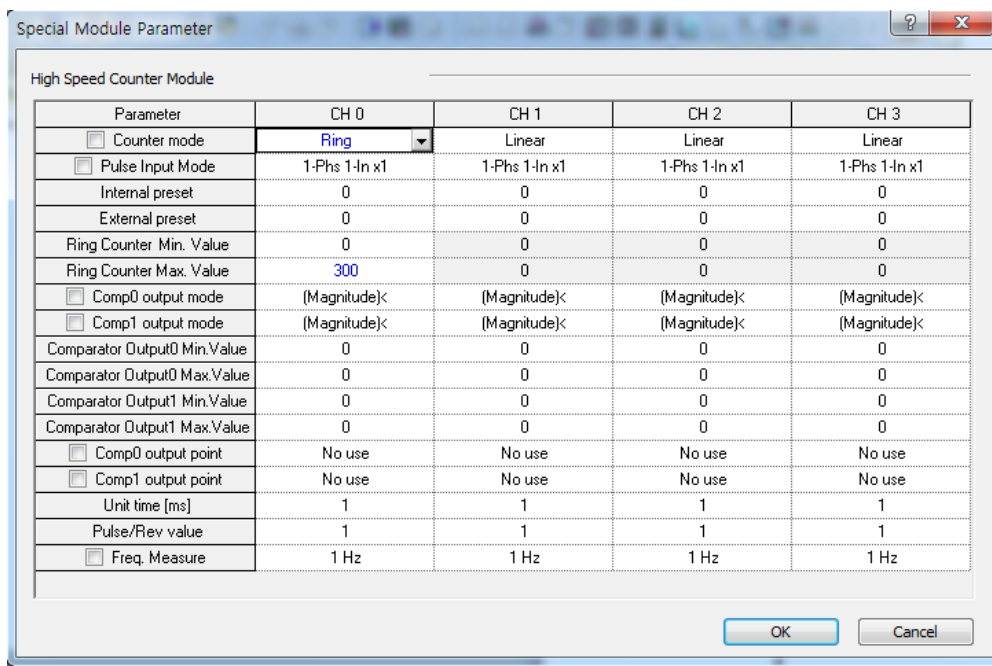 Special Module Parameter
High Speed Counter Module
Parameter CH 0 CH 1 CH 2 CH 3
Counter mode Ring Linear Linear Linear
Pulse Input Mode 1-Phs 1-In x1 1-Phs 1-In x1 1-Phs 1-In x1 1-Phs 1-In x1
Internal preset 0 0 0 0
External preset 0 0 0 0
Ring Counter Min. Value 0 0 0 0
Ring Counter Max. Value 300 0 0 0
Comp0 output mode (Magnitude)< (Magnitude)< (Magnitude)< (Magnitude)<
Comp1 output mode (Magnitude)< (Magnitude)< (Magnitude)< (Magnitude)<
Comparator Output0 Min.Value 0 0 0 0
Comparator Output0 Max.Value 0 0 0 0
Comparator Output1 Min.Value 0 0 0 0
Comparator Output1 Max.Value 0 0 0 0
Comp0 output point No use No use No use No use
Comp1 output point No use No use No use No use
Unit time [ms] 1 1 1 1
Pulse/Rev value 1 1 1 1
Freq. Measure 1 Hz 1 Hz 1 Hz 1 Hz
OK Cancel